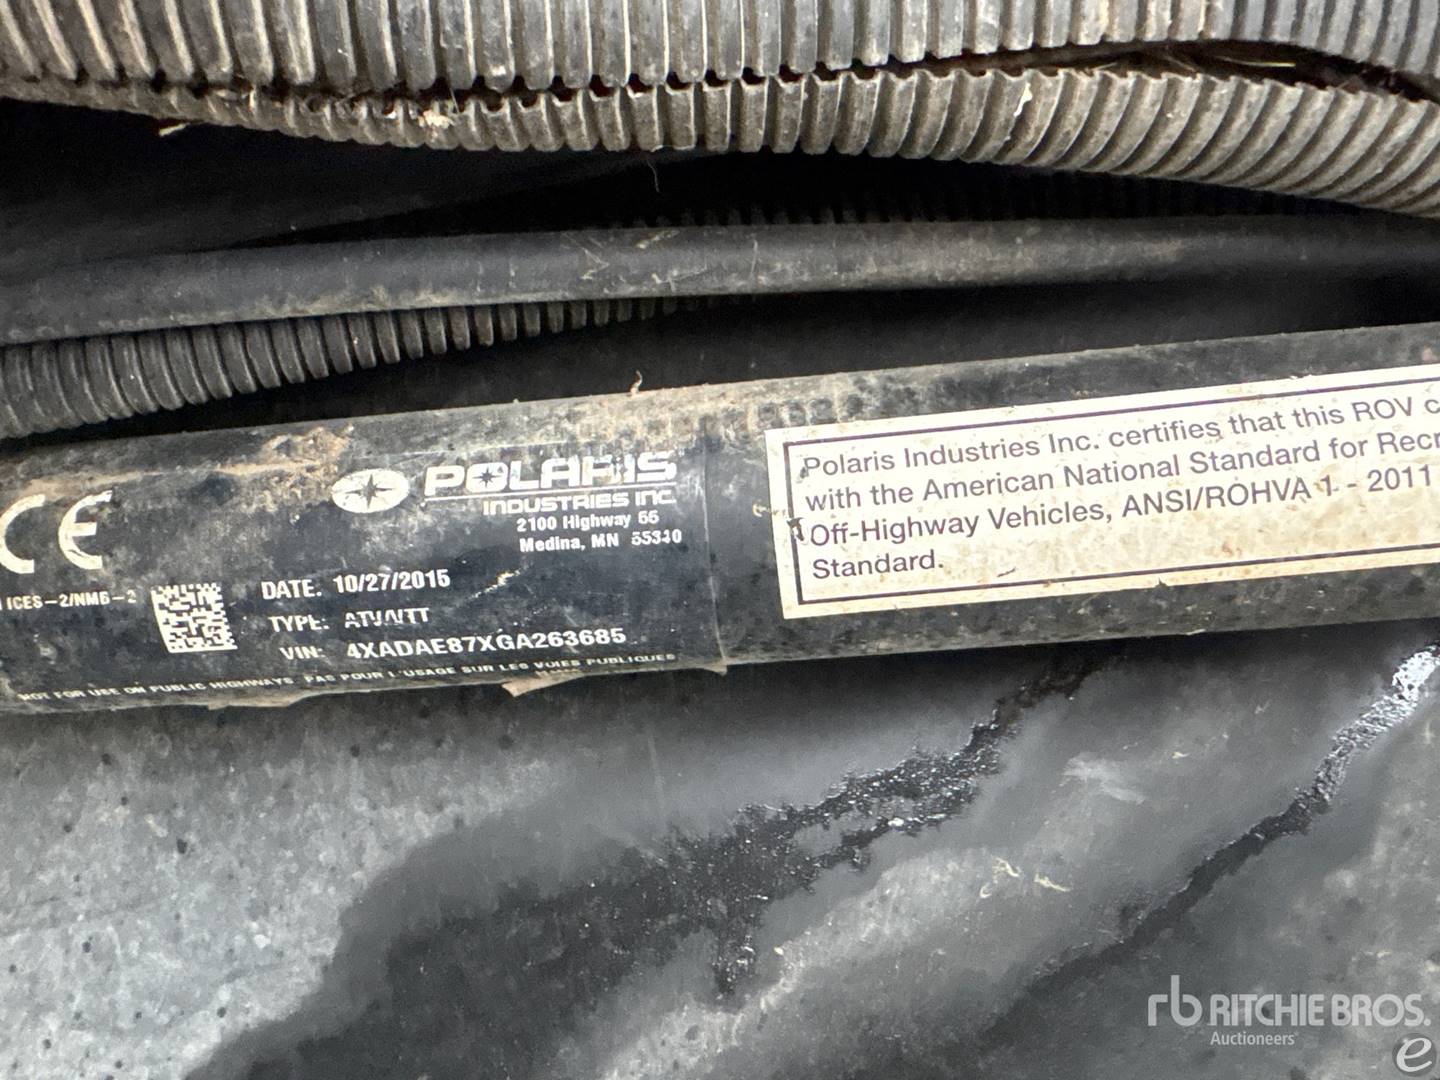 CE
ICES-2/NMB-2
POLARIS
INDUSTRIES INC.
2100 Highway 55
Medina, MN 55340
DATE. 10/27/2015
TYPE: ATV/VTT
VIN: 4XADAE87XGA263685
NOT FOR USE ON PUBLIC HIGHWAYS. PAS POUR L'USAGE SUR LES VOIES PUBLIQUES
Polaris Industries Inc. certifies that this ROV c
with the American National Standard for Recr
Off-Highway Vehicles, ANSI/ROHVA 1 - 2011
Standard.
rb RITCHIE BROS.
Auctioneers
e